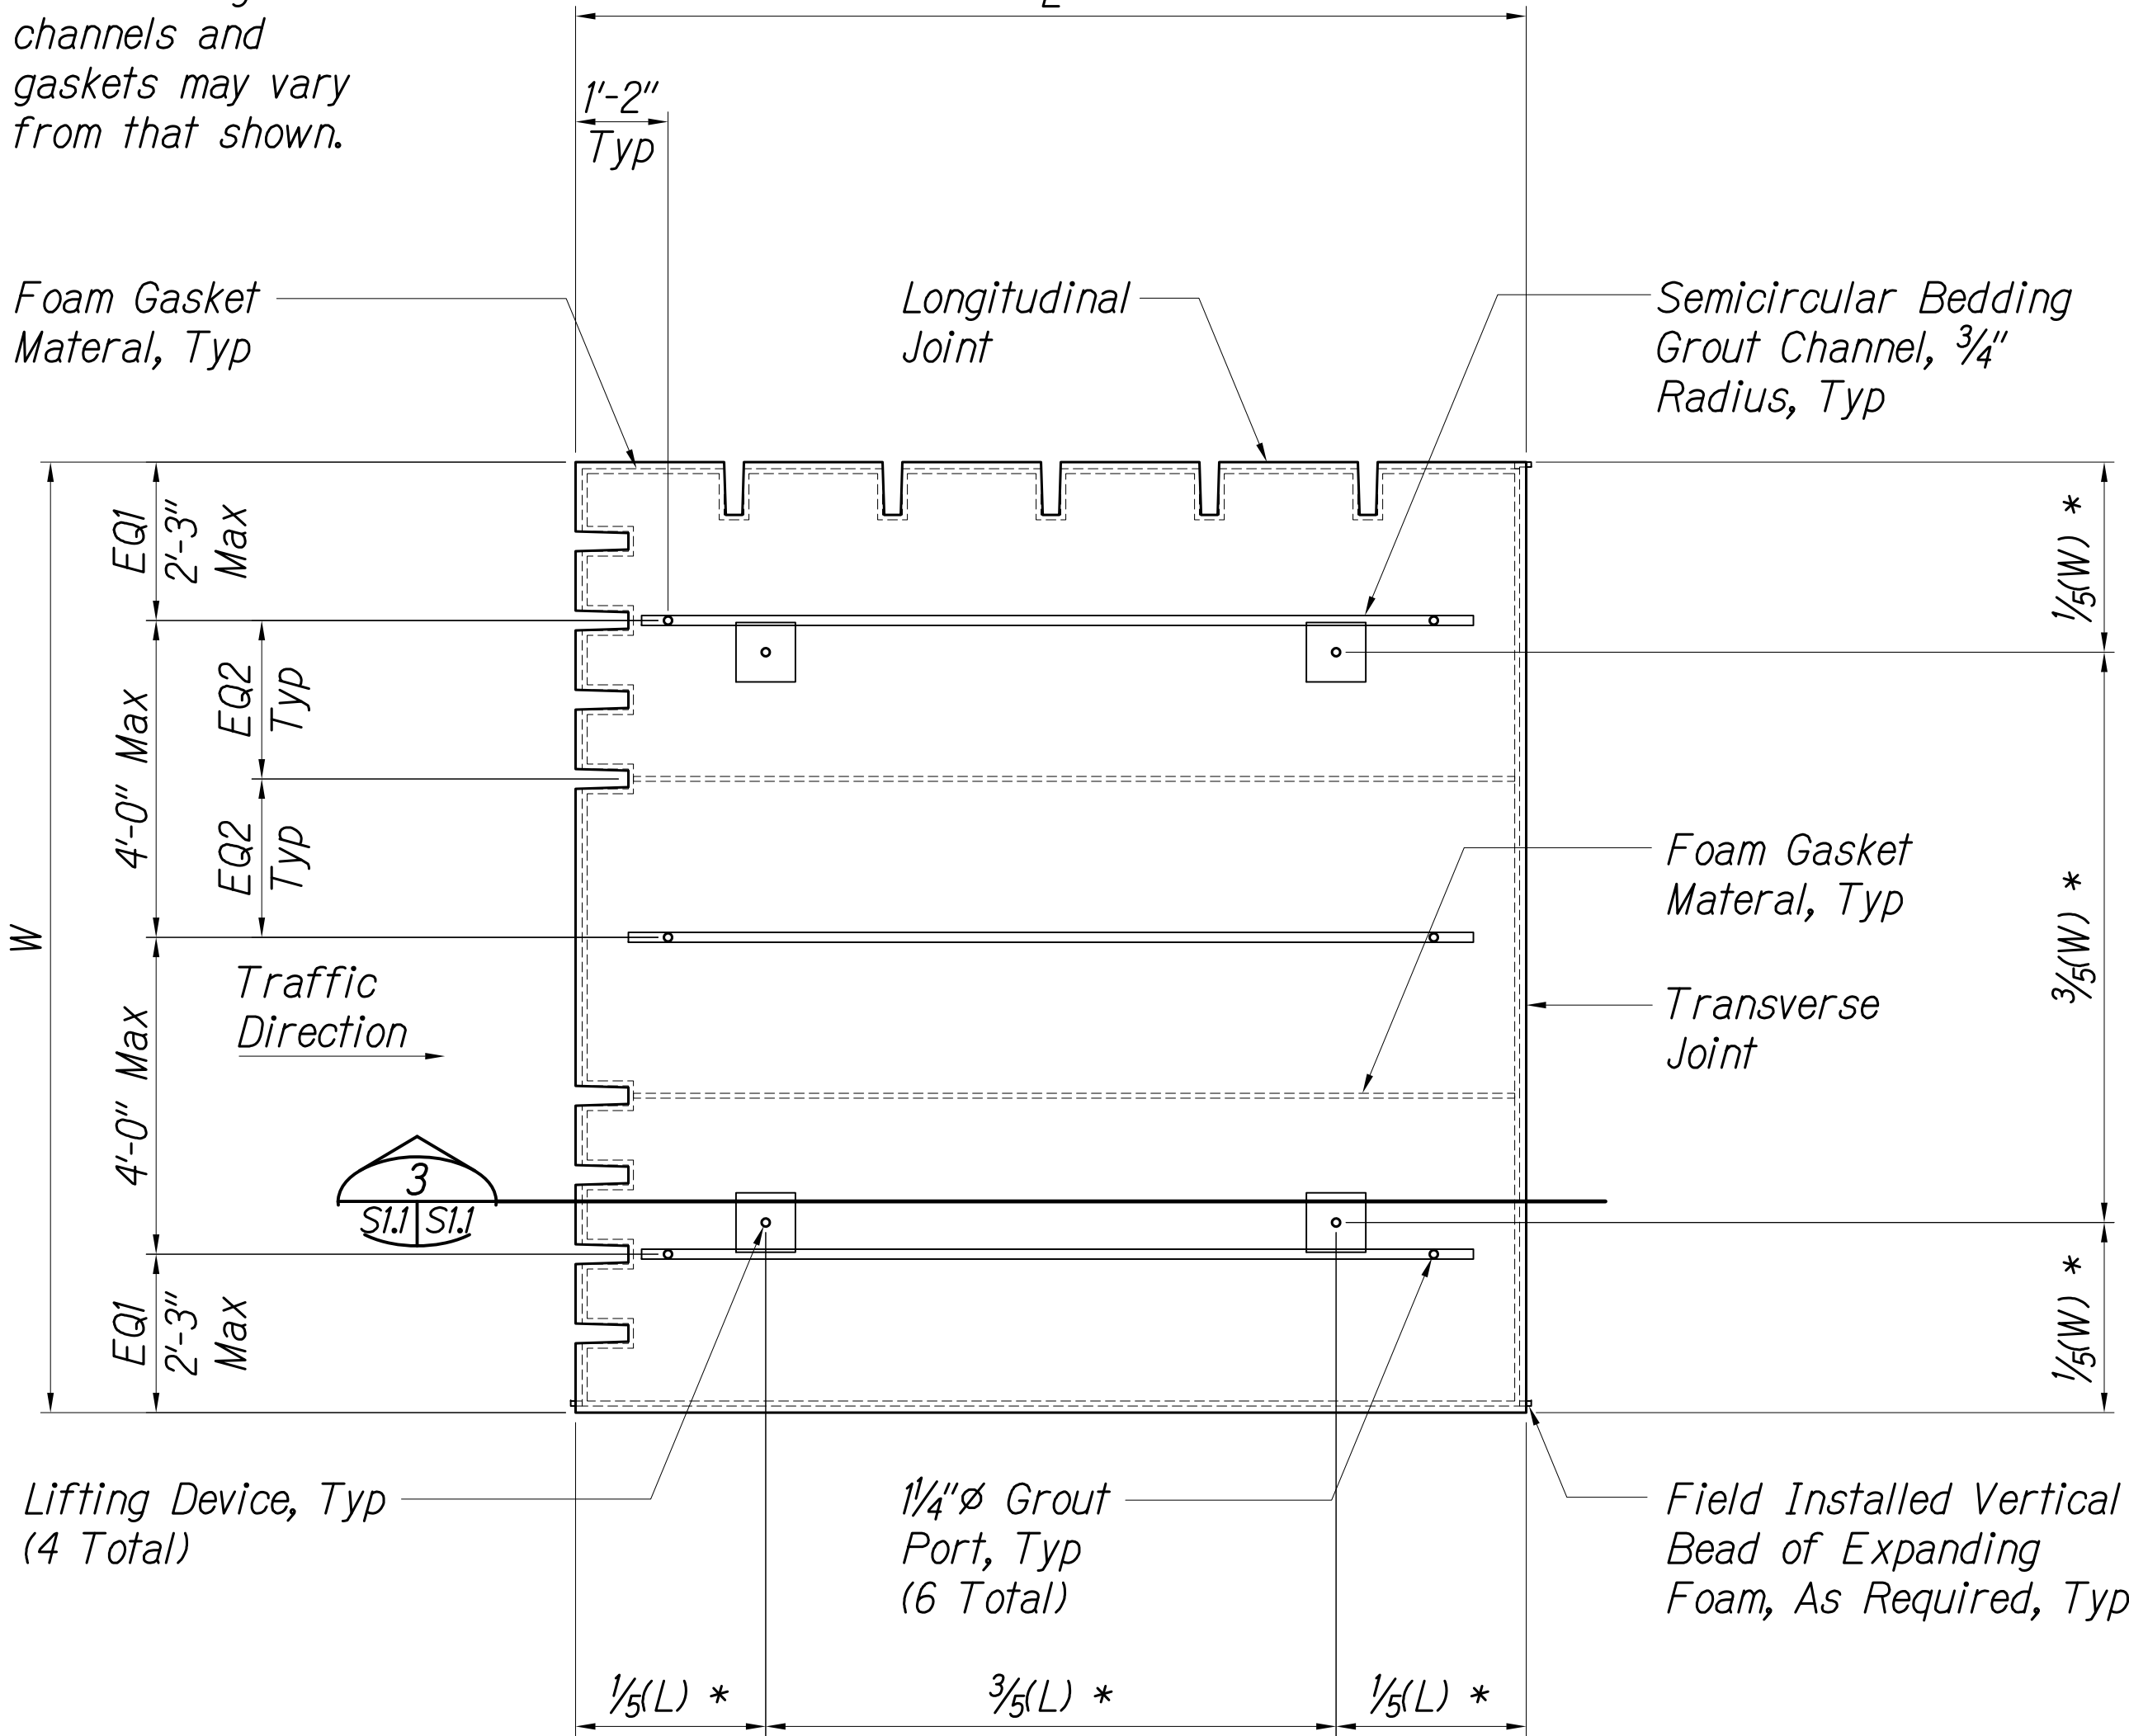 channels and
gaskets may vary
from that shown.
L
1'-2"
Typ
Foam Gasket
Materal, Typ
Longitudinal
Joint
Semicircular Bedding
Grout Channel, ¾"
Radius, Typ
EQ1
2'-3"
Max
4'-0" Max
EQ2
Typ
EQ2
Typ
W
4'-0" Max
EQ1
2'-3"
Max
Traffic
Direction
3
S1.1 S1.1
⅕(W) *
⅗(W) *
⅕(W) *
Foam Gasket
Materal, Typ
Transverse
Joint
Lifting Device, Typ
(4 Total)
1¼"Ø Grout
Port, Typ
(6 Total)
Field Installed Vertical
Bead of Expanding
Foam, As Required, Typ
⅕(L) *
⅗(L) *
⅕(L) *